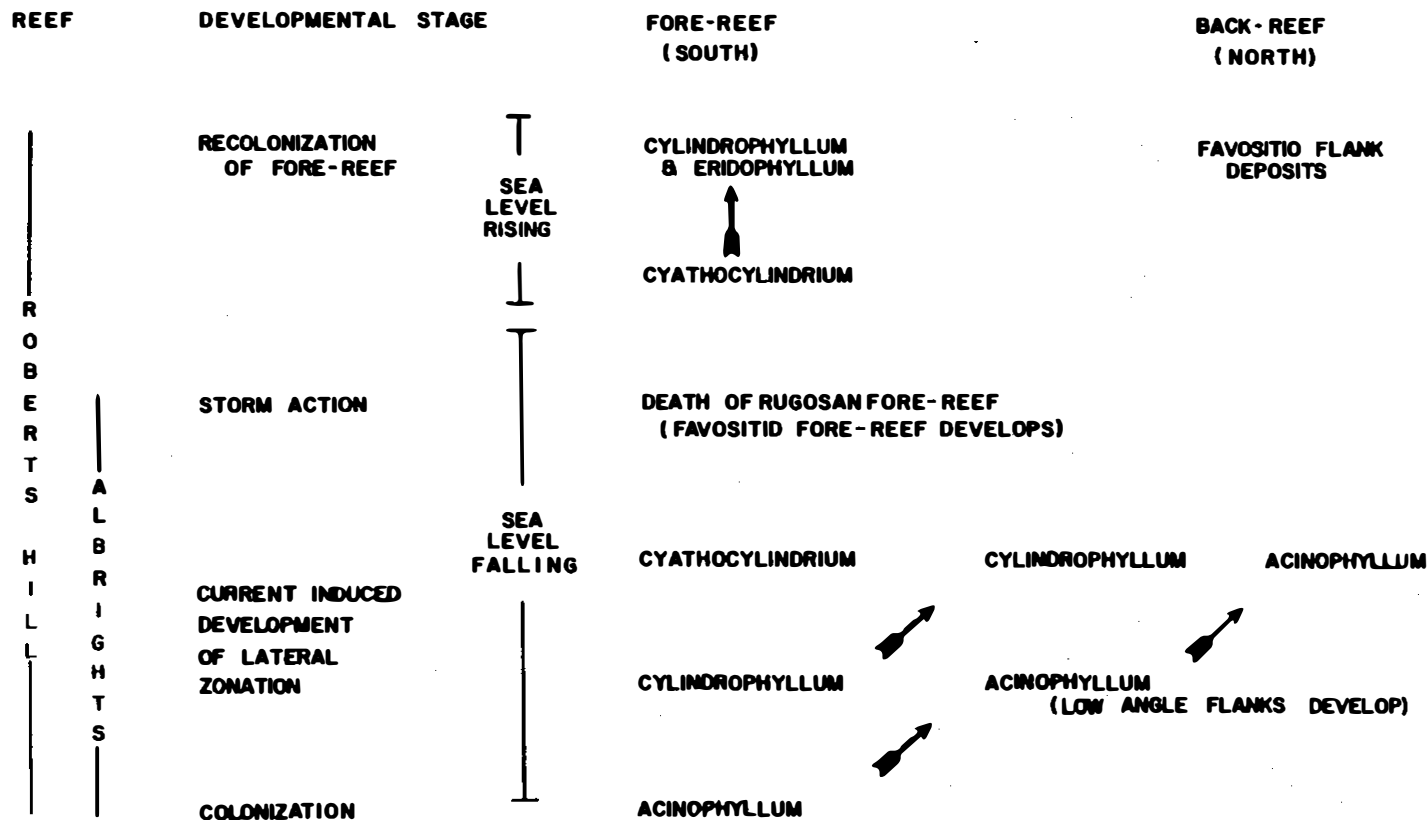 REEF DEVELOPMENTAL STAGE FORE-REEF BACK-REEF
(SOUTH) (NORTH)
RECOLONIZATION CYLINDROPHYLLUM FAVOSITIO FLANK
OF FORE-REEF & ERIDOPHYLLUM DEPOSITS
SEA
LEVEL
RISING
CYATHOCYLINDRIUM
ROBERTS HILL
STORM ACTION DEATH OF RUGOSAN FORE-REEF
(FAVOSITID FORE-REEF DEVELOPS)
ALBRIGHTS
SEA
LEVEL
FALLING
CYATHOCYLINDRIUM CYLINDROPHYLLUM ACINOPHYLLUM
CURRENT INDUCED
DEVELOPMENT
OF LATERAL
ZONATION CYLINDROPHYLLUM ACINOPHYLLUM
(LOW ANGLE FLANKS DEVELOP)
COLONIZATION ACINOPHYLLUM